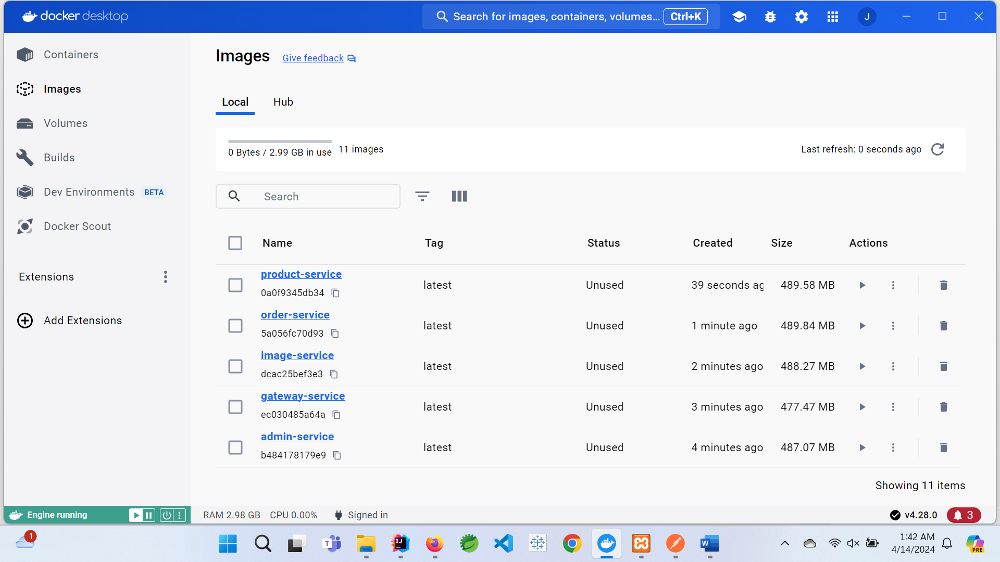 docker desktop
Search for images, containers, volumes... Ctrl+K
J
Containers
Images
Volumes
Builds
Dev Environments BETA
Docker Scout
Extensions
Add Extensions
Images Give feedback
Local Hub
0 Bytes / 2.99 GB in use 11 images
Last refresh: 0 seconds ago
Search
Name Tag Status Created Size Actions
product-service
0a0f9345db34
latest Unused 39 seconds ag 489.58 MB
order-service
5a056fc70d93
latest Unused 1 minute ago 489.84 MB
image-service
dcac25bef3e3
latest Unused 2 minutes ago 488.27 MB
gateway-service
ec030485a64a
latest Unused 3 minutes ago 477.47 MB
admin-service
b484178179e9
latest Unused 4 minutes ago 487.07 MB
Showing 11 items
Engine running
RAM 2.98 GB CPU 0.00% Signed in
v4.28.0 3
1
T
IJ
W
1:42 AM
4/14/2024
PRE